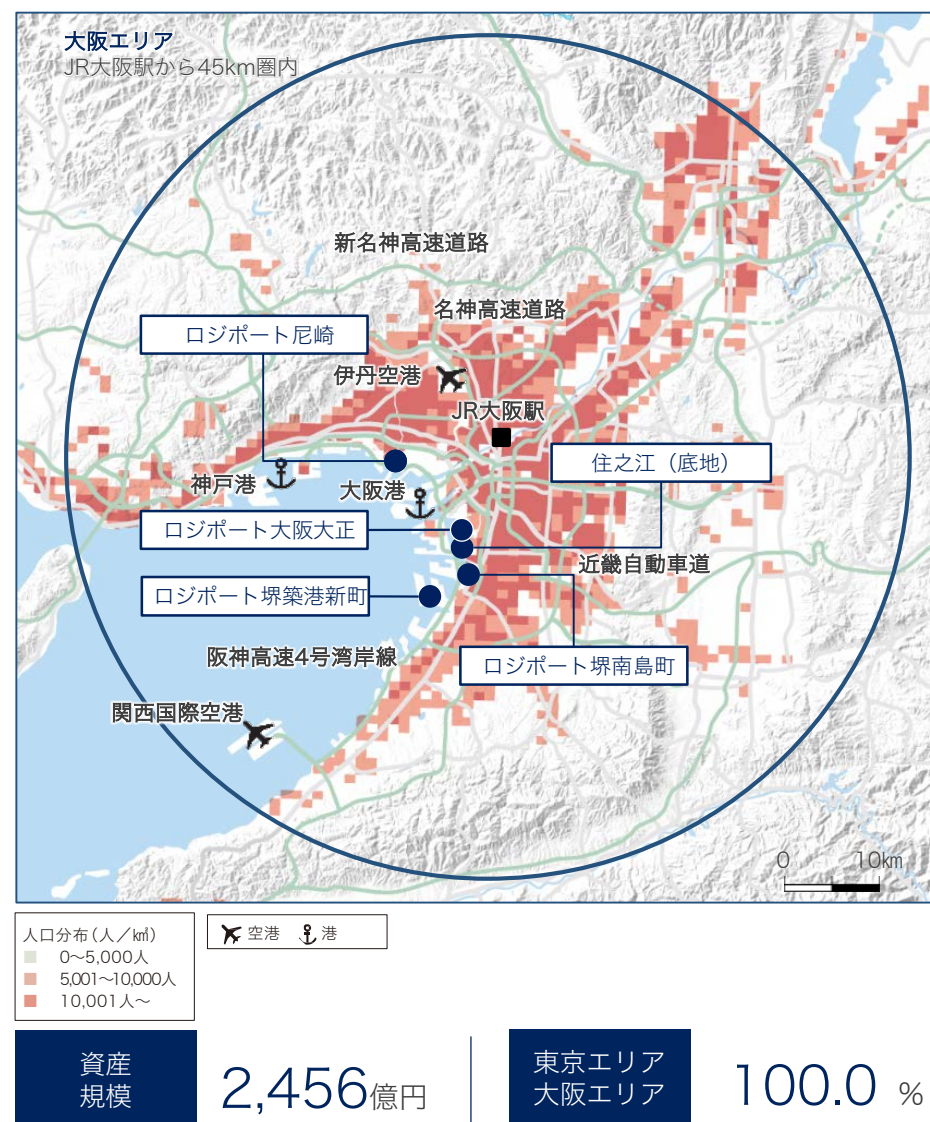 大阪エリア
JR大阪駅から45km圏内
新名神高速道路
名神高速道路
ロジポート尼崎
伊丹空港
JR大阪駅
住之江（底地）
神戸港
大阪港
ロジポート大阪大正
近畿自動車道
ロジポート堺築港新町
阪神高速4号湾岸線
ロジポート堺南島町
関西国際空港
0 10km
人口分布（人／㎢）
0〜5,000人
5,001〜10,000人
10,001人〜
空港 港
資産
規模
2,456億円
東京エリア
大阪エリア
100.0 %